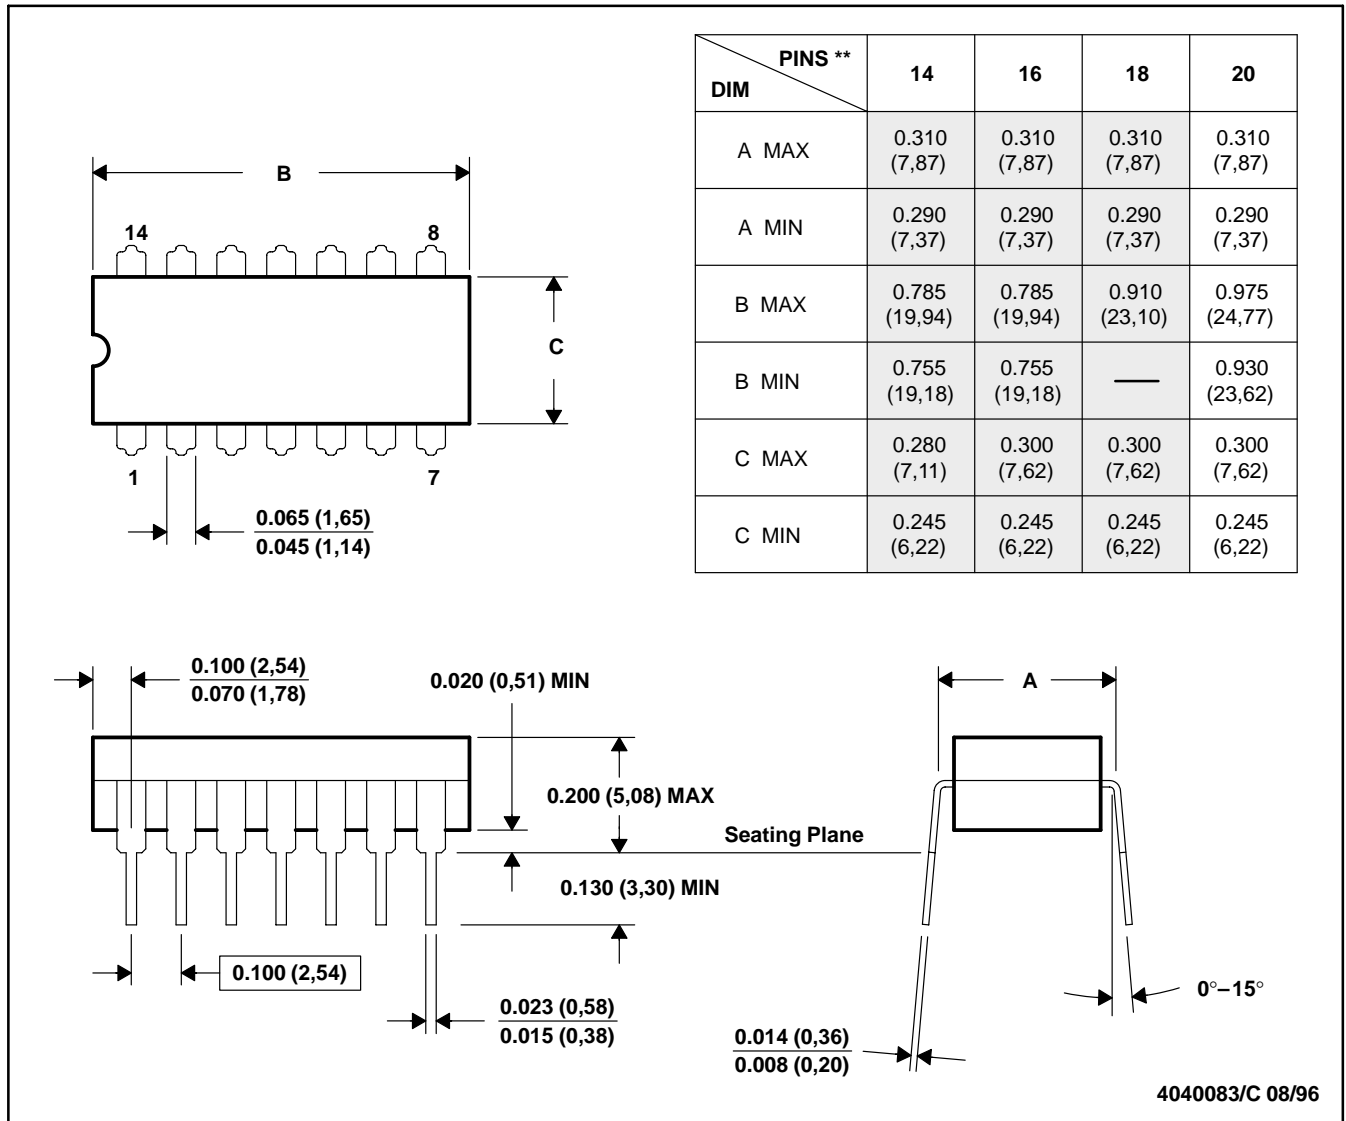 PINS **
DIM
14 16 18 20
A MAX 0.310 (7,87) 0.310 (7,87) 0.310 (7,87) 0.310 (7,87)
A MIN 0.290 (7,37) 0.290 (7,37) 0.290 (7,37) 0.290 (7,37)
B MAX 0.785 (19,94) 0.785 (19,94) 0.910 (23,10) 0.975 (24,77)
B MIN 0.755 (19,18) 0.755 (19,18) — 0.930 (23,62)
C MAX 0.280 (7,11) 0.300 (7,62) 0.300 (7,62) 0.300 (7,62)
C MIN 0.245 (6,22) 0.245 (6,22) 0.245 (6,22) 0.245 (6,22)
B
14
8
C
1
7
0.065 (1,65)
0.045 (1,14)
0.100 (2,54)
0.070 (1,78)
0.020 (0,51) MIN
A
0.200 (5,08) MAX
Seating Plane
0.130 (3,30) MIN
0.100 (2,54)
0°–15°
0.023 (0,58)
0.015 (0,38)
0.014 (0,36)
0.008 (0,20)
4040083/C 08/96